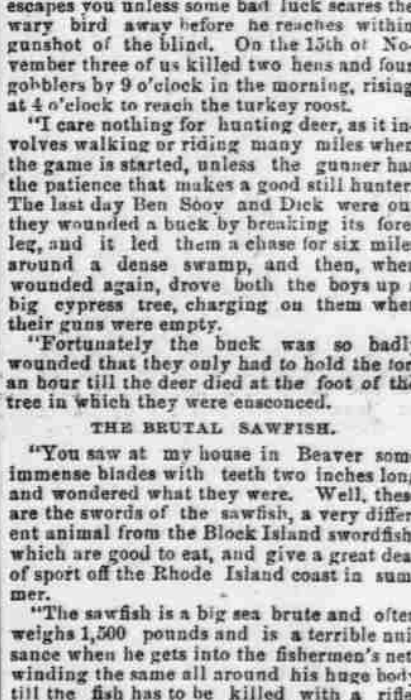 escapes you unless some bad luck scares the
wary bird away before he reaches within
gunshot of the blind. On the 15th of No-
vember three of us killed two hens and four
gobblers by 9 o'clock in the morning, rising
at 4 o'clock to reach the turkey roost.
"I care nothing for hunting deer, as it in
volves walking or riding many miles when
the game is started, unless the gunner has
the patience that makes a good still hunter
The last day Ben Sooy and Dick were ou
they wounded a buck by breaking its fore
leg, and it led them a chase for six mile
around a dense swamp, and then, when
wounded again, drove both the boys up
big cypress tree, charging on them when
their guns were empty.
"Fortunately the buck was so badl
wounded that they only had to hold the for
an hour till the deer died at the foot of the
tree in which they were ensconced.
THE BRUTAL SAWFISH.
"You saw at my house in Beaver som
immense blades with teeth two inches long
and wondered what they were. Well, thes
are the swords of the sawfish, a very differ
ent animal from the Block Island swordfish
which are good to eat, and give a great dea
of sport off the Rhode Island coast in sum
mer.
"The sawfish is a big sea brute and often
weighs 1,500 pounds and is a terrible nui
sance when he gets into the fishermen's net
winding the same all around his huge body
till the fish has to be killed with a rifl